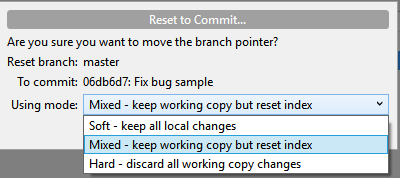 Reset to Commit...
Are you sure you want to move the branch pointer?
Reset branch: master
To commit: 06db6d7: Fix bug sample
Using mode: Mixed - keep working copy but reset index
Soft - keep all local changes
Mixed - keep working copy but reset index
Hard - discard all working copy changes